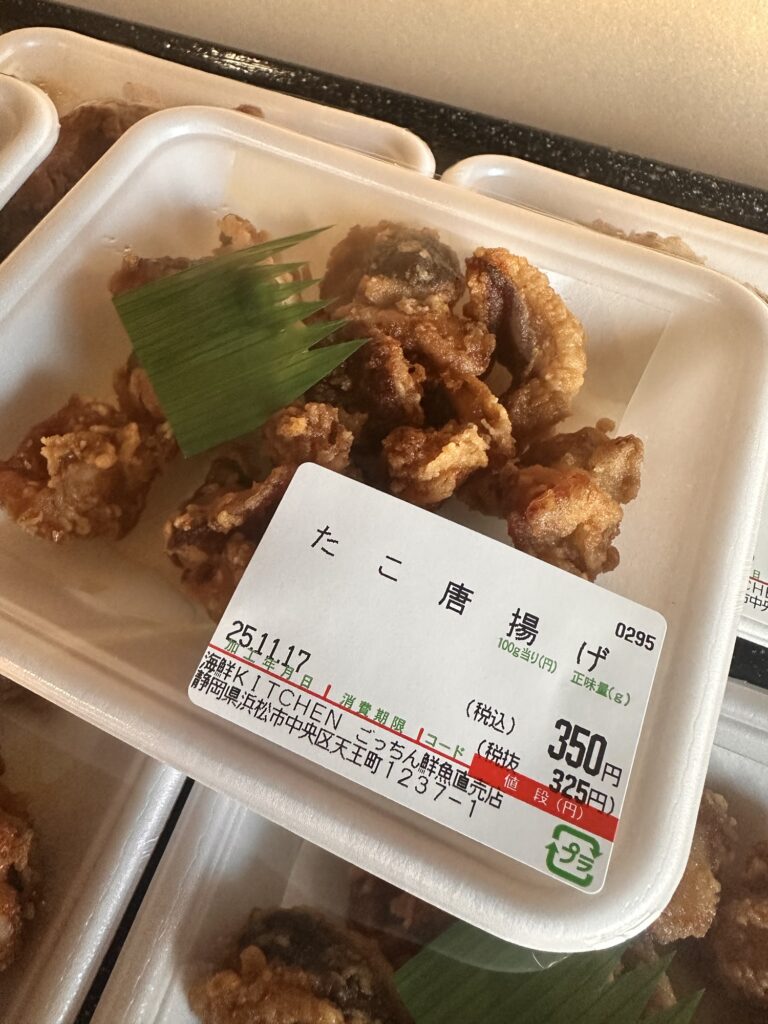 たこ唐揚げ
0295
100g当り(円) 正味量(g)
25.11.17
加工年月日 消費期限 コード
(税込) 350円
(税抜 325円)
値段(円)
海鮮KITCHEN ごっちん鮮魚直売店
静岡県浜松市中央区天王町1237-1
プラ